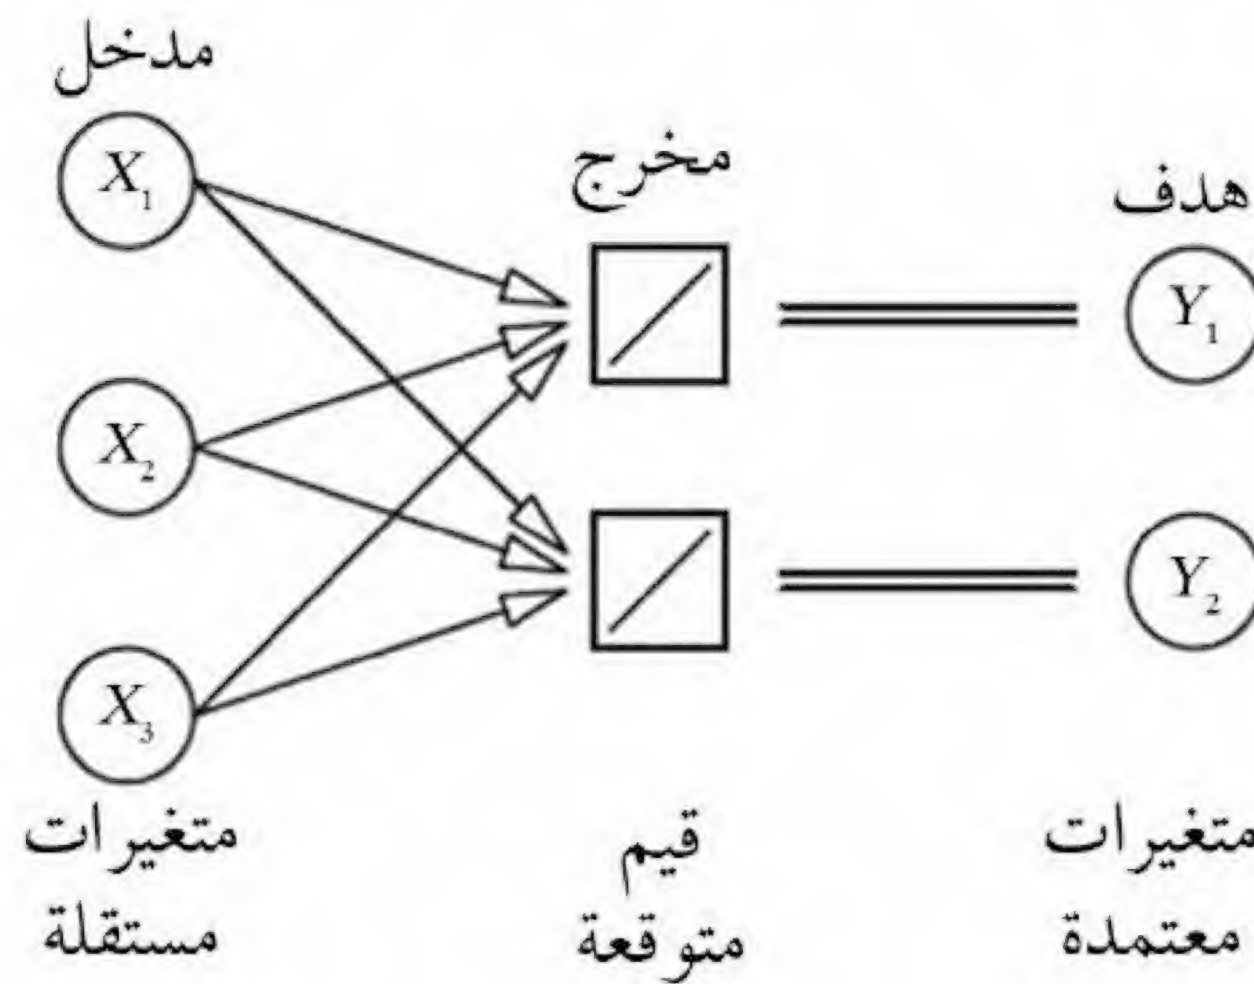 مدخل
مخرج
هدف
X₁
Y₁
X₂
Y₂
X₃
متغيرات
مستقلة
قيم
متوقعة
متغيرات
معتمدة